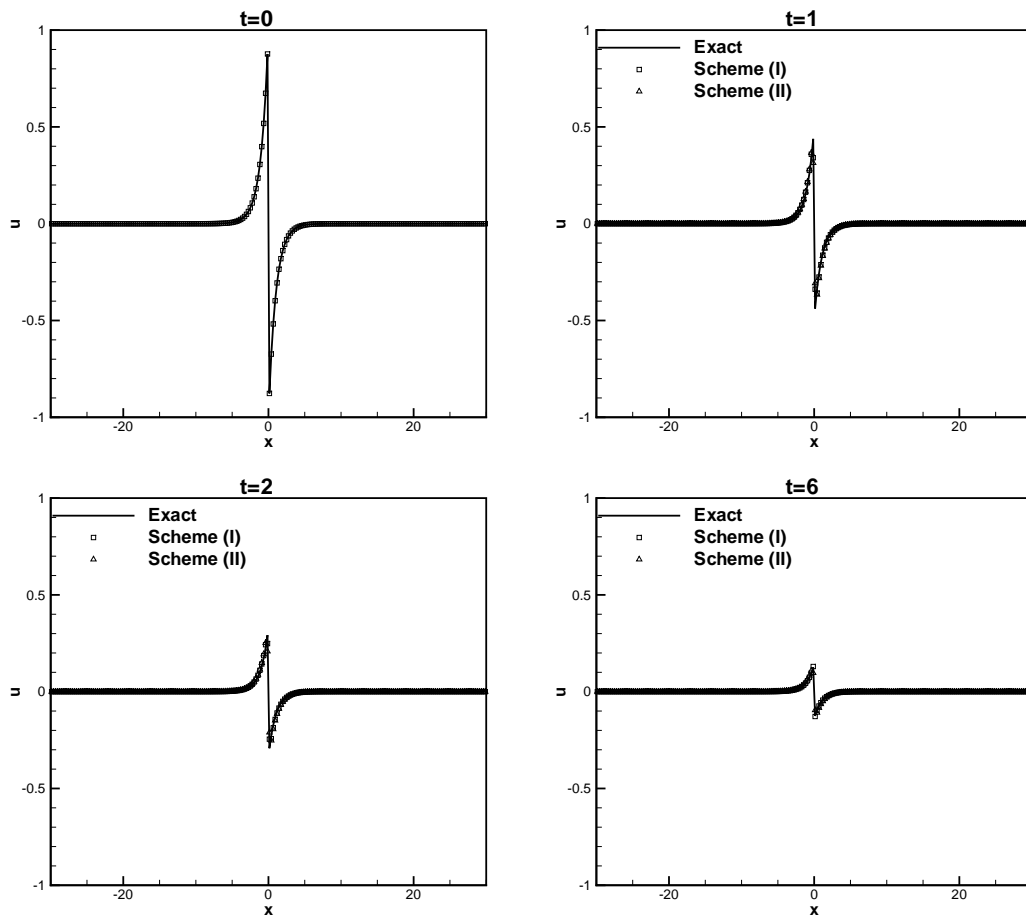 t=0
1
0.5
u
0
-0.5
-1
-20
0
20
x
t=1
1
Exact
Scheme (I)
Scheme (II)
0.5
u
0
-0.5
-1
-20
0
20
x
t=2
1
Exact
Scheme (I)
Scheme (II)
0.5
u
0
-0.5
-1
-20
0
20
x
t=6
1
Exact
Scheme (I)
Scheme (II)
0.5
u
0
-0.5
-1
-20
0
20
x